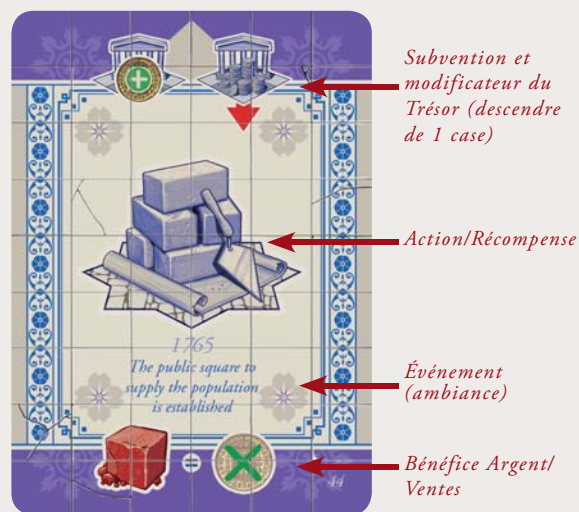 Subvention et
modificateur du
Trésor (descendre
de 1 case)
Action/Récompense
1765
The public square to
supply the population
is established
Événement
(ambiance)
Bénéfice Argent/
Ventes
44